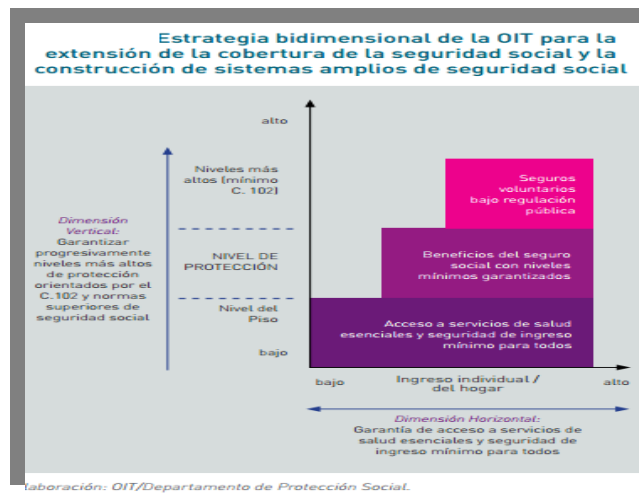 Estrategia bidimensional de la OIT para la
extensión de la cobertura de la seguridad social y la
construcción de sistemas amplios de seguridad social
alto
Niveles más
altos (mínimo
C. 102)
Seguros
voluntarios
bajo regulación
pública
Dimensión
Vertical:
Garantizar
progresivamente
niveles más altos
de protección
orientados por el
C.102 y normas
superiores de
seguridad social
NIVEL DE
PROTECCIÓN
Beneficios del seguro
social con niveles
mínimos garantizados
Nivel del
Piso
Acceso a servicios de salud
esenciales y seguridad de ingreso
mínimo para todos
bajo
bajo
Ingreso individual /
del hogar
alto
Dimensión Horizontal:
Garantía de acceso a servicios de
salud esenciales y seguridad de
ingreso mínimo para todos
laboración: OIT/Departamento de Protección Social.